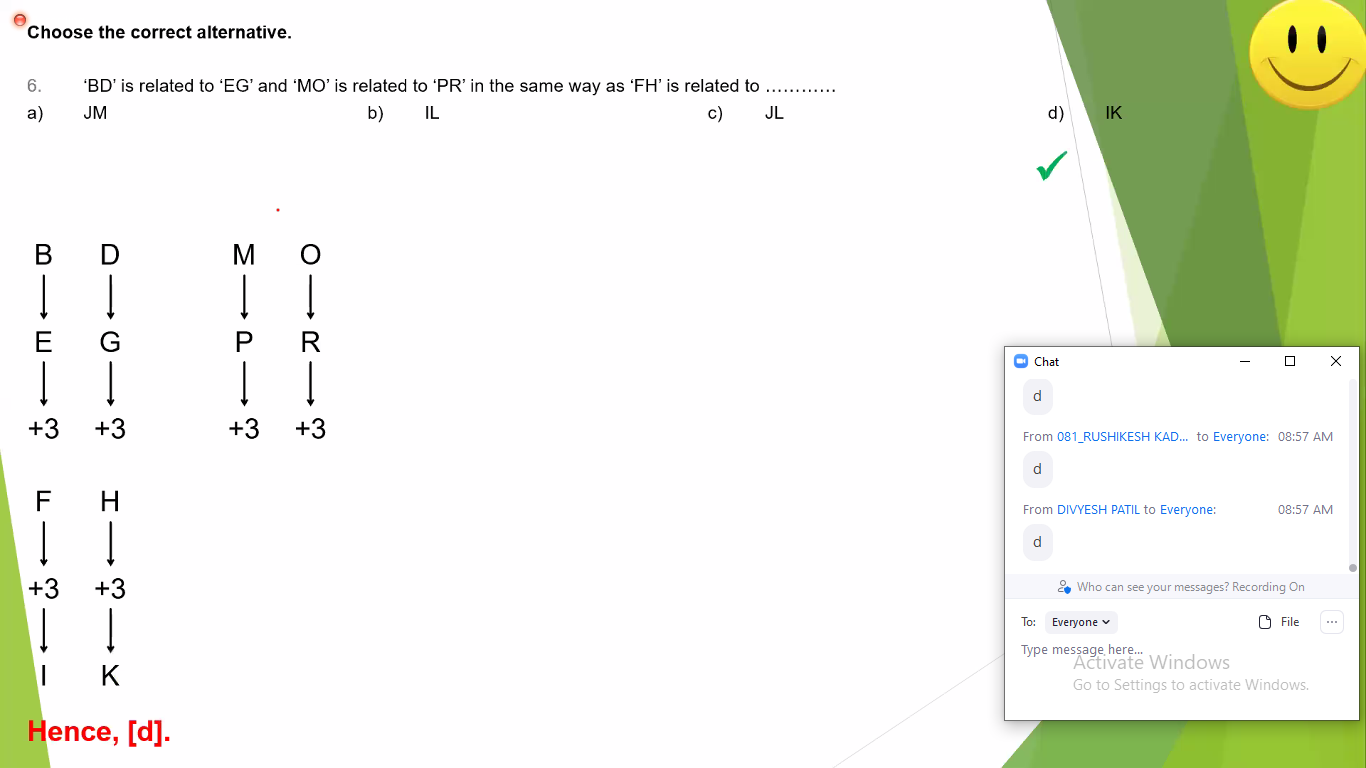 Choose the correct alternative.
6. ‘BD’ is related to ‘EG’ and ‘MO’ is related to ‘PR’ in the same way as ‘FH’ is related to …………
a) JM b) IL c) JL d) IK
B D M O
E G P R
+3 +3 +3 +3
F H
+3 +3
I K
Hence, [d].
Chat
d
From 081_RUSHIKESH KAD... to Everyone: 08:57 AM
d
From DIVYESH PATIL to Everyone: 08:57 AM
d
Who can see your messages? Recording On
To: Everyone File ...
Type message here...
Activate Windows
Go to Settings to activate Windows.